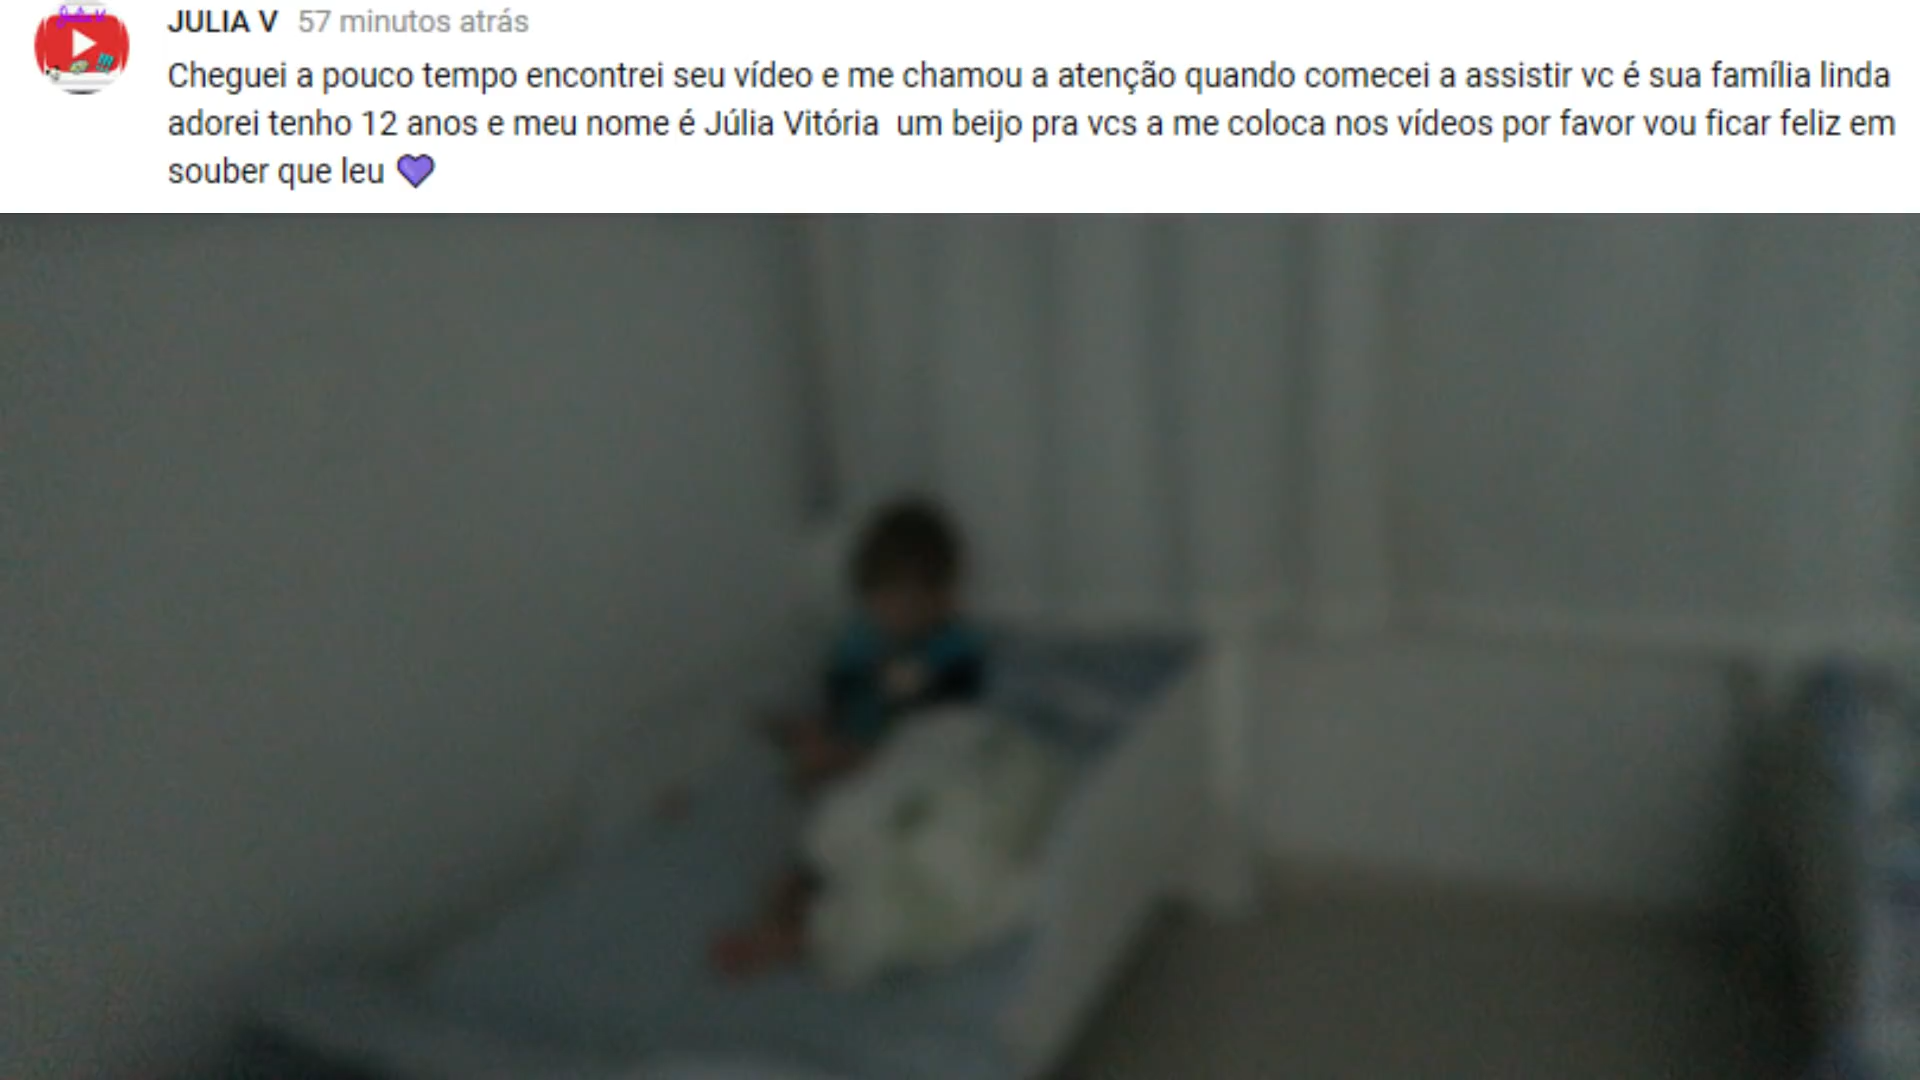 JULIA V 57 minutos atrás
Cheguei a pouco tempo encontrei seu vídeo e me chamou a atenção quando comecei a assistir vc é sua família linda
adorei tenho 12 anos e meu nome é Júlia Vitória um beijo pra vcs a me coloca nos vídeos por favor vou ficar feliz em
souber que leu 💜